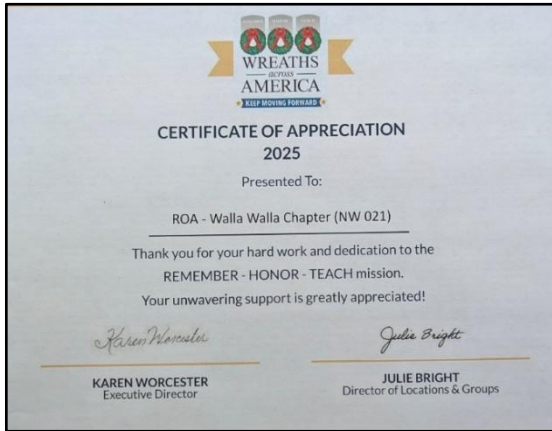 WREATHS
across
AMERICA
KEEP MOVING FORWARD
CERTIFICATE OF APPRECIATION
2025
Presented To:
ROA - Walla Walla Chapter (NW 021)
Thank you for your hard work and dedication to the
REMEMBER - HONOR - TEACH mission.
Your unwavering support is greatly appreciated!
Karen Worcester
Julie Bright
KAREN WORCESTER
Executive Director
JULIE BRIGHT
Director of Locations & Groups